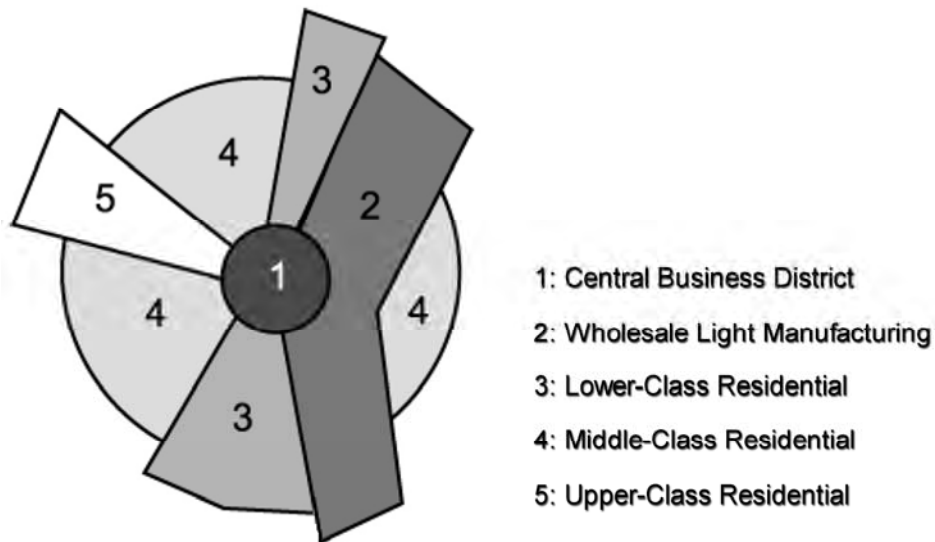 3
4
2
5
1
4
4
3
1: Central Business District
2: Wholesale Light Manufacturing
3: Lower-Class Residential
4: Middle-Class Residential
5: Upper-Class Residential